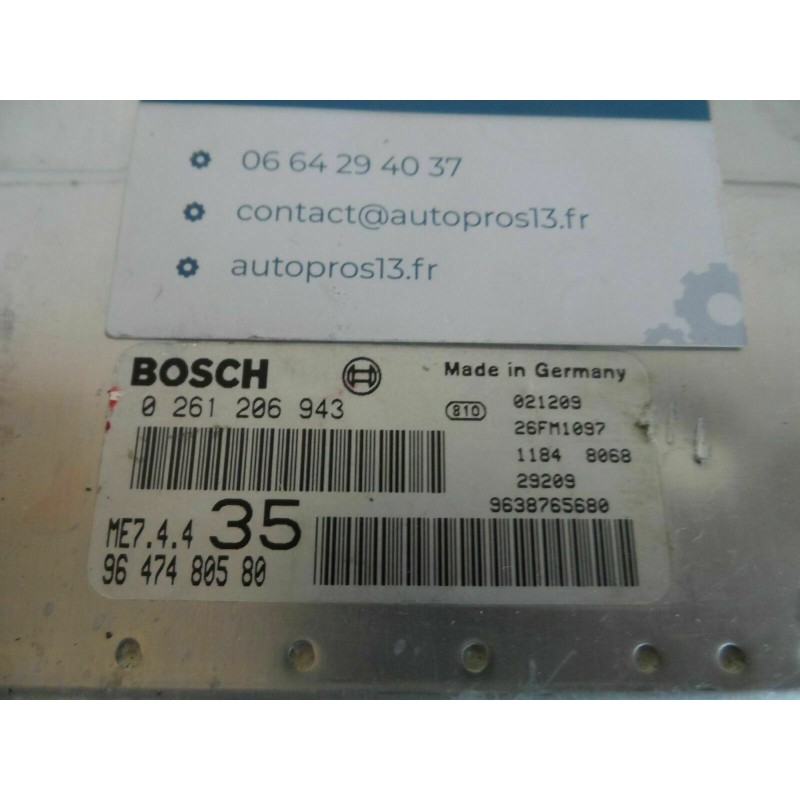 06 64 29 40 37
contact@autopros13.fr
autopros13.fr
BOSCH
Made in Germany
0 261 206 943
810
021209
26FM1097
1184 8068
29209
9638765680
ME7.4.4 35
96 474 805 80